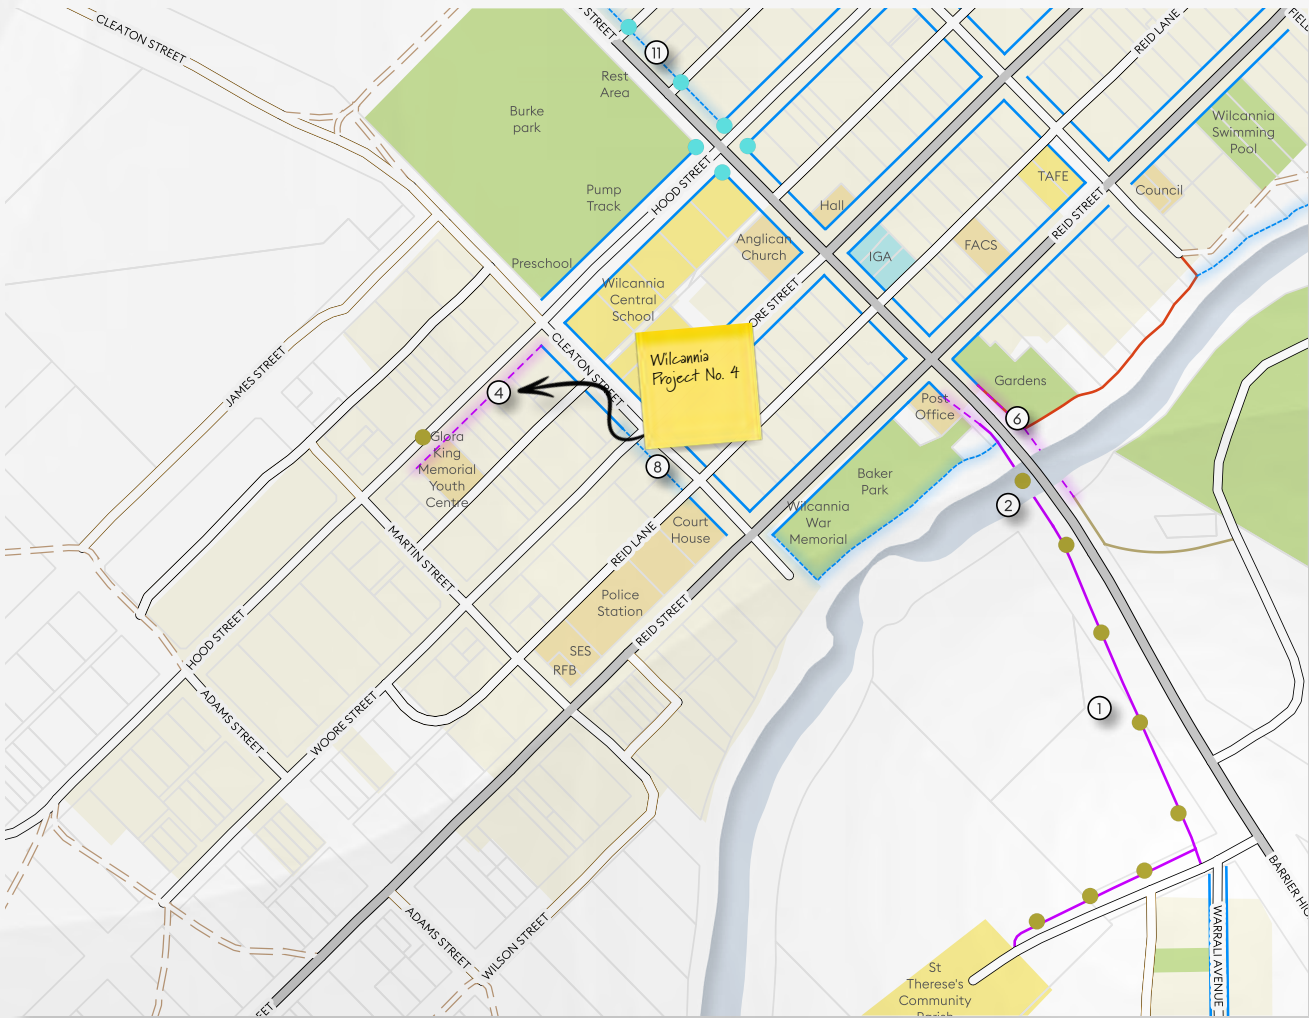 CLEATON STREET
STREET
11
REID LANE
Rest
Area
Burke
park
Wilcannia
Swimming
Pool
HOOD STREET
Pump
Track
TAFE
Council
Hall
REID STREET
Anglican
Church
IGA
FACS
Preschool
Wilcannia
Central
School
ORE STREET
CLEATON STREET
Wilcannia
Project No. 4
JAMES STREET
4
Gardens
Post
Office
6
Glora
King
Memorial
Youth
Centre
8
Baker
Park
2
Wilcannia
War
Memorial
Court
House
REID LANE
MARTIN STREET
Police
Station
REID STREET
HOOD STREET
SES
RFB
ADAMS STREET
WOORE STREET
1
BARRIER HIG
WARRALI AVENUE
ADAMS STREET
WILSON STREET
St
Therese's
Community
Parish
EET